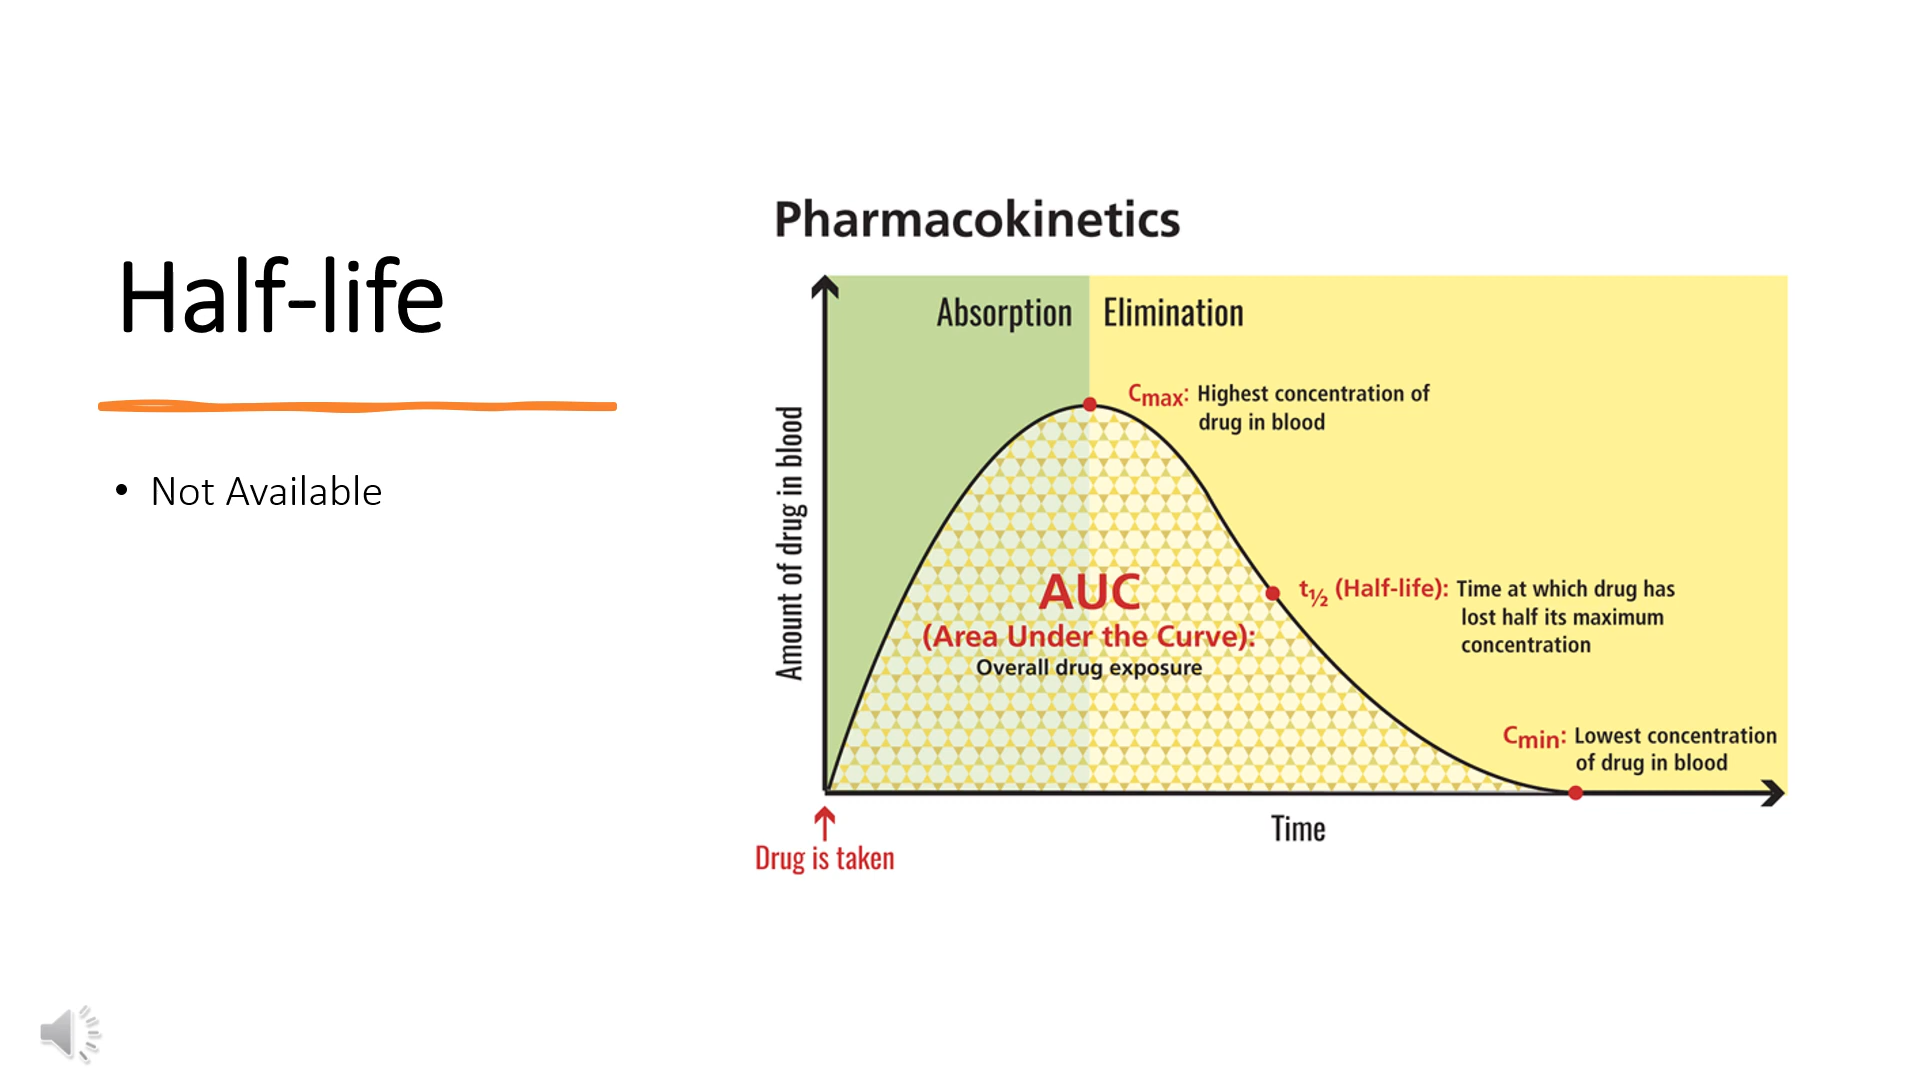 Half-life
• Not Available
Pharmacokinetics
Absorption
Elimination
Cmax: Highest concentration of
drug in blood
Amount of drug in blood
AUC
(Area Under the Curve):
Overall drug exposure
t½ (Half-life): Time at which drug has
lost half its maximum
concentration
Cmin: Lowest concentration
of drug in blood
Time
Drug is taken